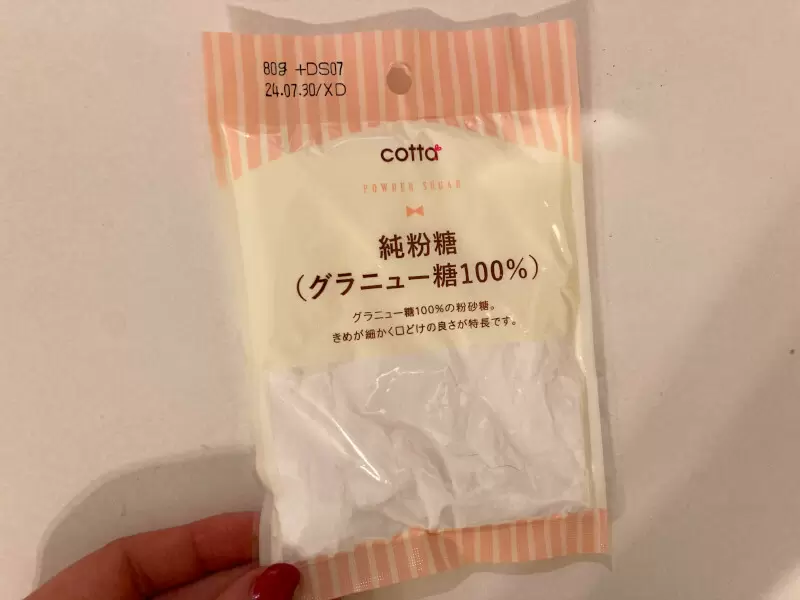 80g +DS07
24.07.30/XD
cotta
POWDER SUGAR
純粉糖
（グラニュー糖100%）
グラニュー糖100%の粉砂糖。
きめが細かく口どけの良さが特長です。